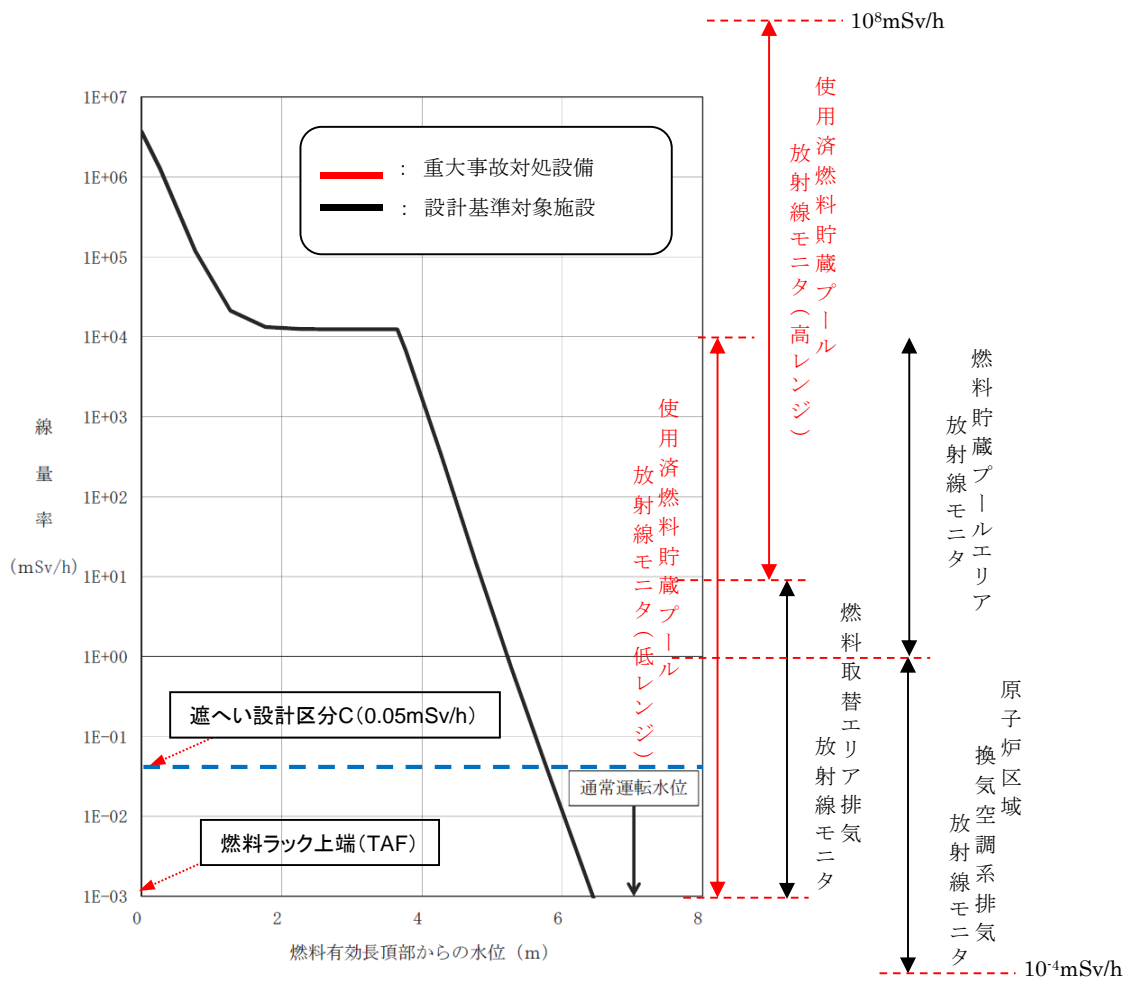 10⁸mSv/h
1E+07
1E+06
1E+05
1E+04
1E+03
1E+02
1E+01
1E+00
1E−01
1E−02
1E−03
線量率
(mSv/h)
： 重大事故対処設備
： 設計基準対象施設
遮へい設計区分C（0.05mSv/h）
燃料ラック上端（TAF）
通常運転水位
0 2 4 6 8
燃料有効長頂部からの水位（m）
使用済燃料貯蔵プール
放射線モニタ（高レンジ）
使用済燃料貯蔵プール
放射線モニタ（低レンジ）
燃料貯蔵プールエリア
放射線モニタ
燃料取替エリア排気
放射線モニタ
原子炉区域
換気空調系排気
放射線モニタ
10⁻⁴mSv/h